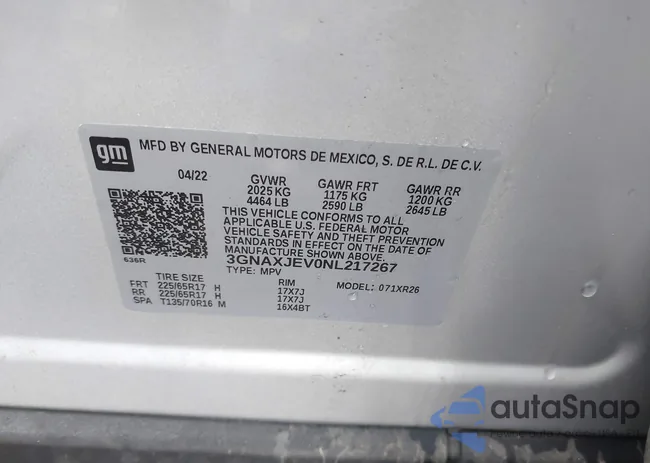 gm MFD BY GENERAL MOTORS DE MEXICO, S. DE R.L. DE C.V.
04/22 GVWR GAWR FRT GAWR RR
2025 KG 1175 KG 1200 KG
4464 LB 2590 LB 2645 LB
THIS VEHICLE CONFORMS TO ALL
APPLICABLE U.S. FEDERAL MOTOR
VEHICLE SAFETY AND THEFT PREVENTION
STANDARDS IN EFFECT ON THE DATE OF
MANUFACTURE SHOWN ABOVE.
636R 3GNAXJEV0NL217267
TYPE: MPV MODEL: 071XR26
TIRE SIZE RIM
FRT 225/65R17 H 17X7J
RR 225/65R17 H 17X7J
SPA T135/70R16 M 16X4BT
autoSnap